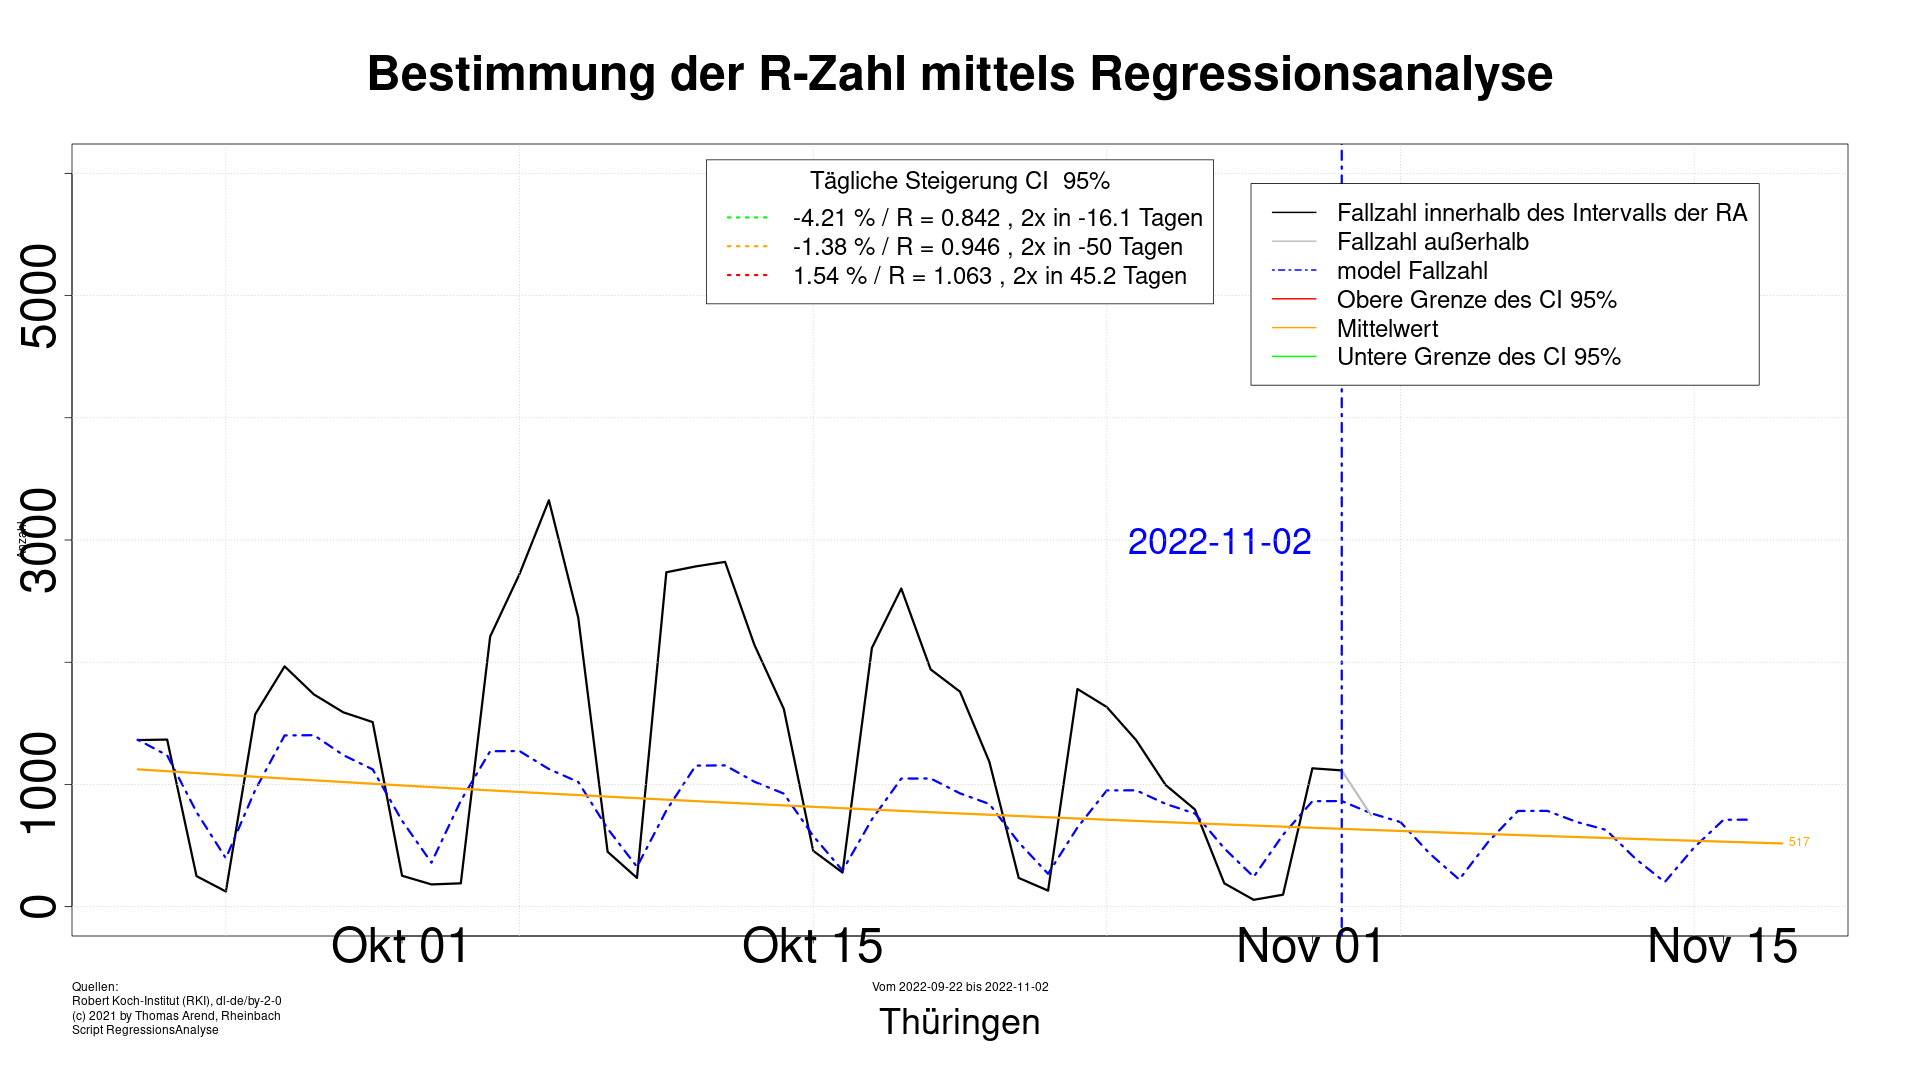 Bestimmung der R-Zahl mittels Regressionsanalyse
Tägliche Steigerung CI 95%
-4.21 % / R = 0.842 , 2x in -16.1 Tagen
-1.38 % / R = 0.946 , 2x in -50 Tagen
1.54 % / R = 1.063 , 2x in 45.2 Tagen
Fallzahl innerhalb des Intervalls der RA
Fallzahl außerhalb
model Fallzahl
Obere Grenze des CI 95%
Mittelwert
Untere Grenze des CI 95%
5000
3000
1000
0
Anzahl
2022-11-02
517
Okt 01
Okt 15
Nov 01
Nov 15
Quellen:
Robert Koch-Institut (RKI), dl-de/by-2-0
(c) 2021 by Thomas Arend, Rheinbach
Script RegressionsAnalyse
Vom 2022-09-22 bis 2022-11-02
Thüringen